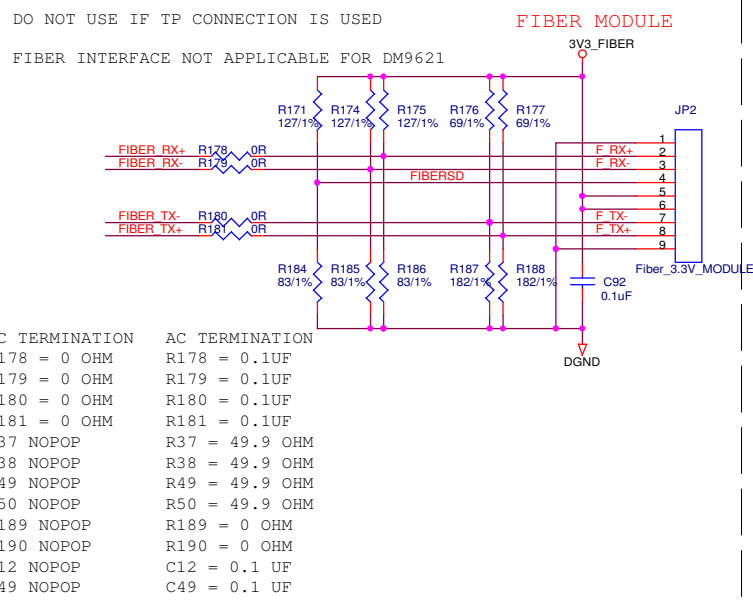 DO NOT USE IF TP CONNECTION IS USED
FIBER MODULE
3V3_FIBER
FIBER INTERFACE NOT APPLICABLE FOR DM9621
R171 R174 R175 R176 R177 JP2
127/1% 127/1% 127/1% 69/1% 69/1%
1
FIBER_RX+ R178 0R F_RX+ 2
FIBER_RX- R179 0R F_RX- 3
FIBERSD 4
5
6
FIBER_TX- R180 0R F_TX- 7
FIBER_TX+ R181 0R F_TX+ 8
9
R184 R185 R186 R187 R188 Fiber_3.3V_MODULE
83/1% 83/1% 83/1% 182/1% 182/1% C92
0.1uF
C TERMINATION AC TERMINATION
178 = 0 OHM R178 = 0.1UF
DGND
179 = 0 OHM R179 = 0.1UF
180 = 0 OHM R180 = 0.1UF
181 = 0 OHM R181 = 0.1UF
37 NOPOP R37 = 49.9 OHM
38 NOPOP R38 = 49.9 OHM
49 NOPOP R49 = 49.9 OHM
50 NOPOP R50 = 49.9 OHM
189 NOPOP R189 = 0 OHM
190 NOPOP R190 = 0 OHM
12 NOPOP C12 = 0.1 UF
49 NOPOP C49 = 0.1 UF